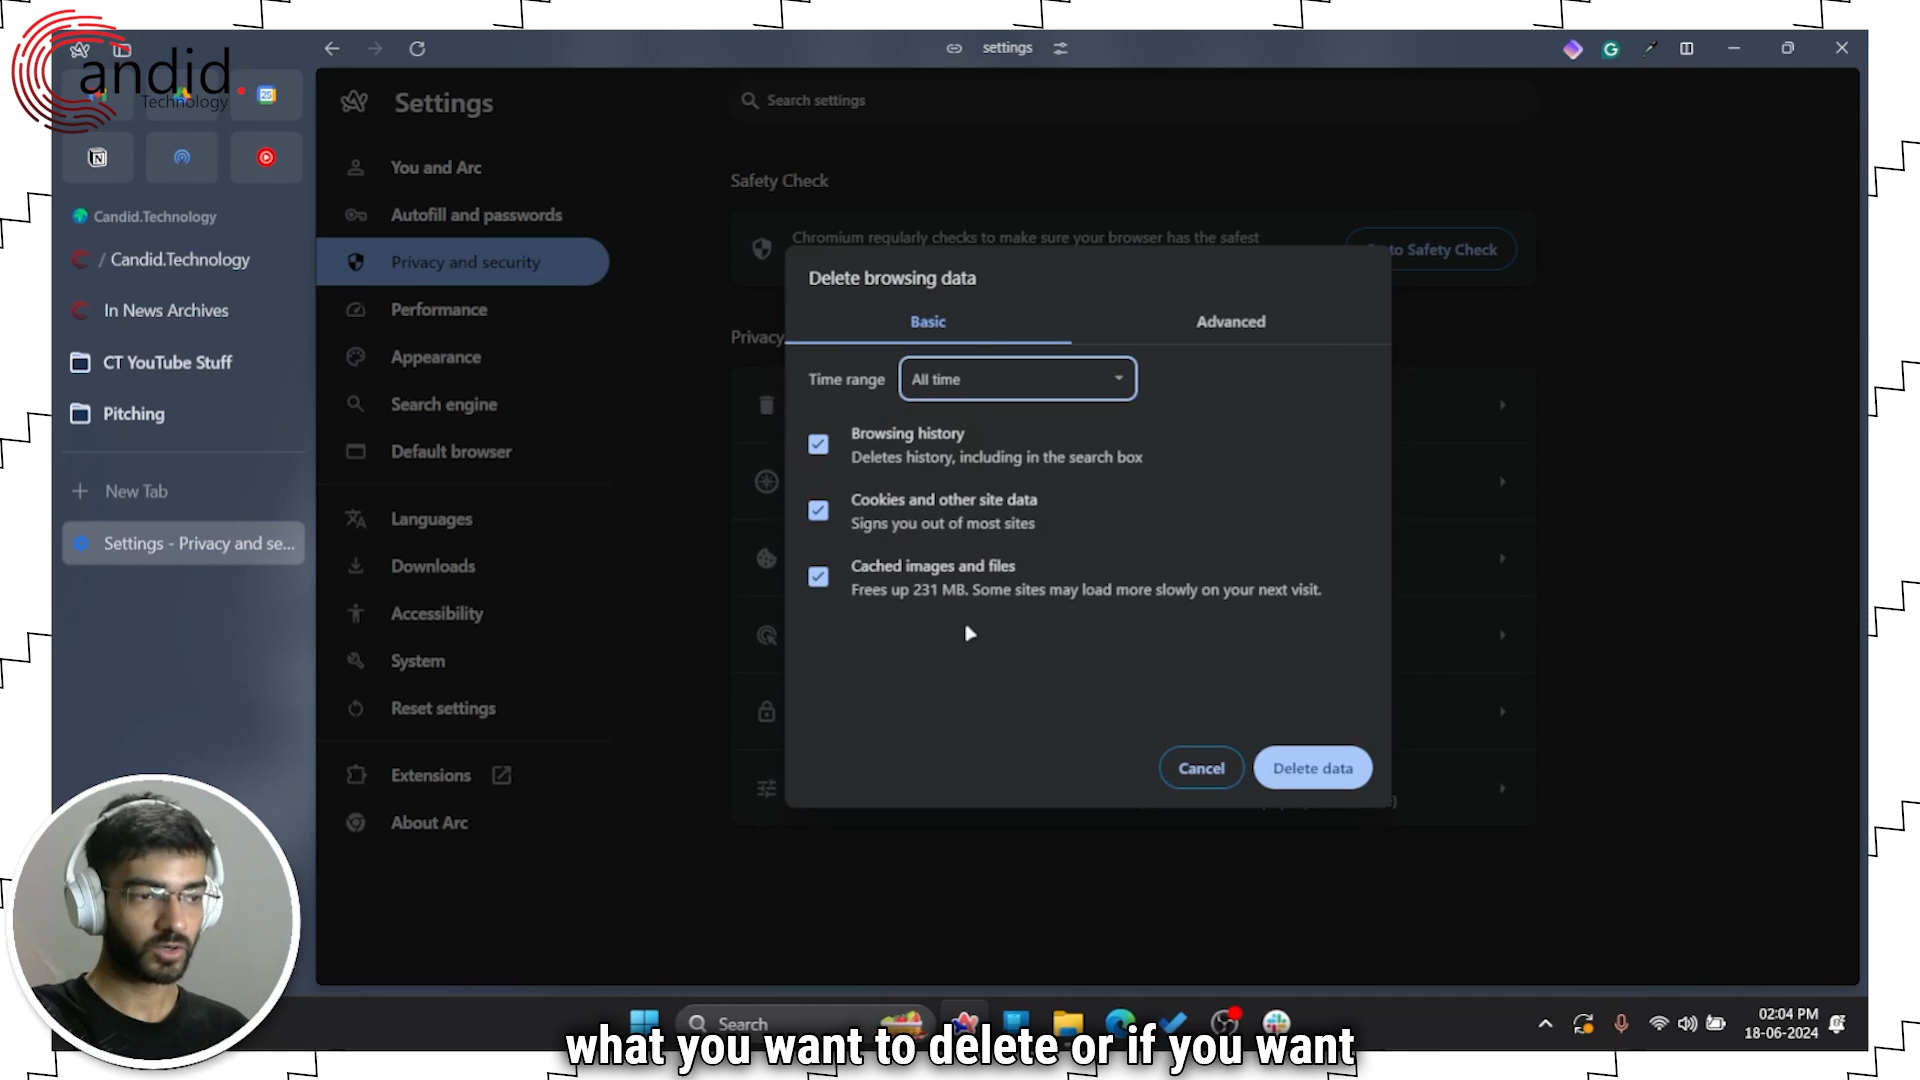 andid.
Technology
settings
Settings
Search settings
25
N
Candid.Technology
/ Candid.Technology
In News Archives
CT YouTube Stuff
Pitching
New Tab
Settings - Privacy and se...
You and Arc
Autofill and passwords
Privacy and security
Performance
Appearance
Search engine
Default browser
Languages
Downloads
Accessibility
System
Reset settings
Extensions
About Arc
Safety Check
Chromium regularly checks to make sure your browser has the safest
to Safety Check
Privacy
Delete browsing data
Basic
Advanced
Time range
All time
Browsing history
Deletes history, including in the search box
Cookies and other site data
Signs you out of most sites
Cached images and files
Frees up 231 MB. Some sites may load more slowly on your next visit.
Cancel
Delete data
Search
02:04 PM
18-06-2024
what you want to delete or if you want